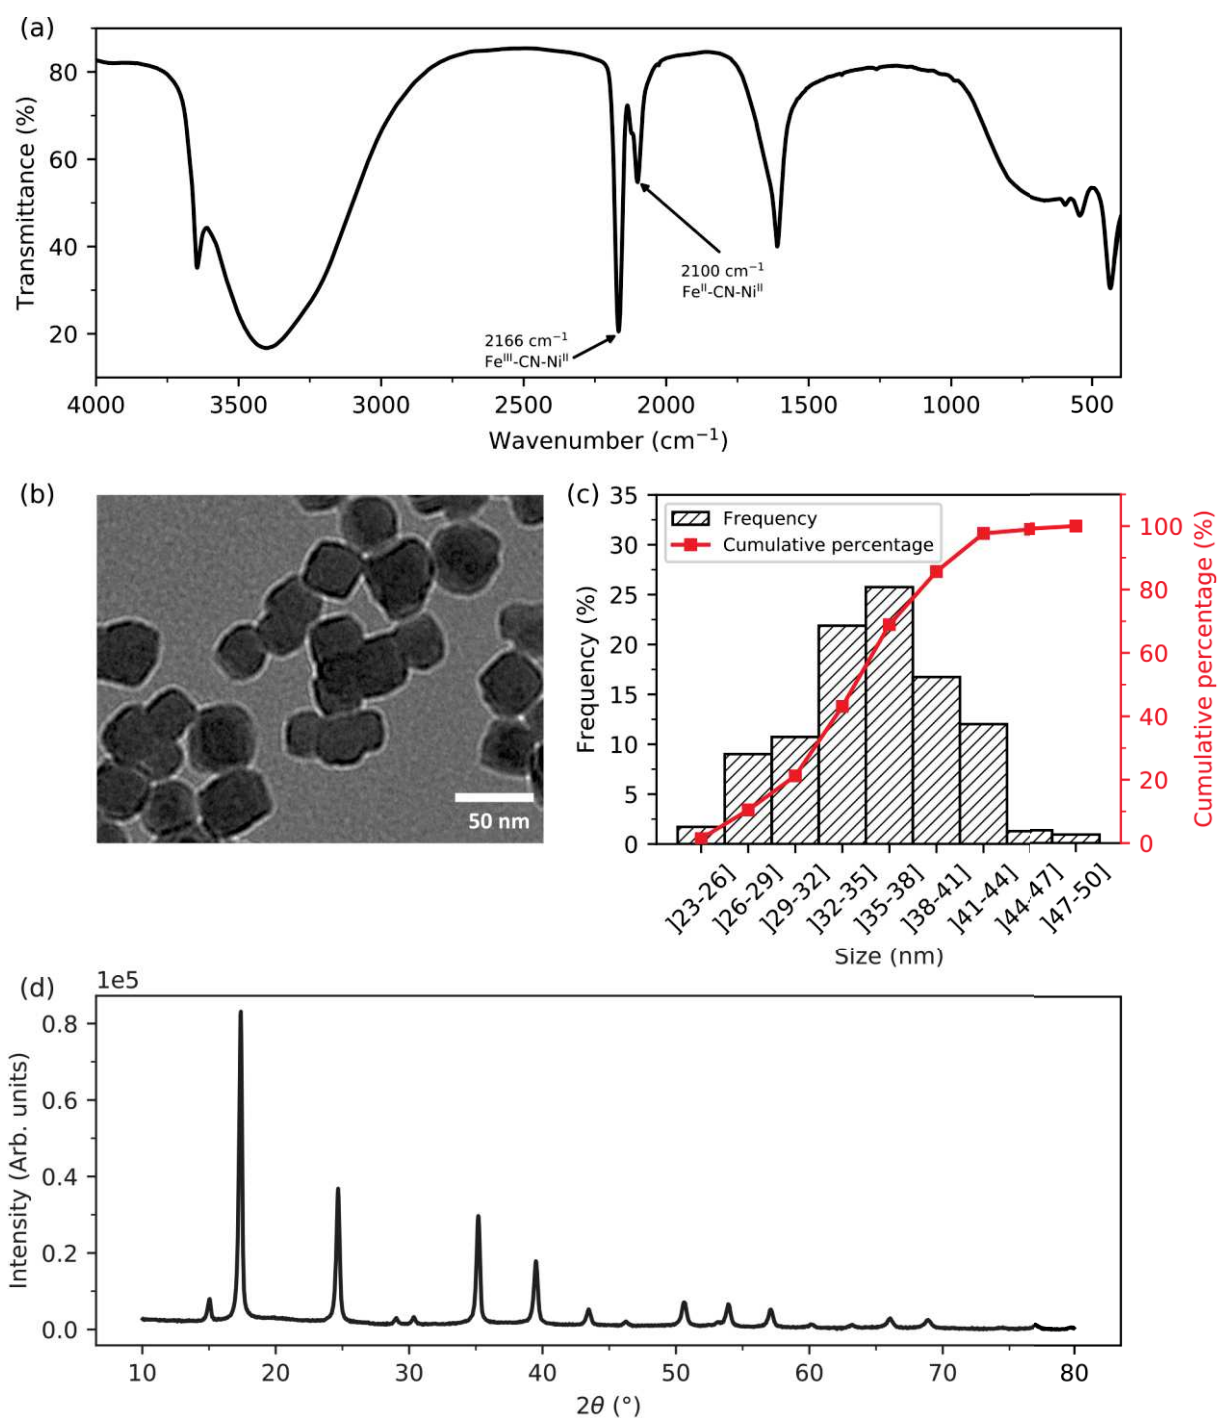 (a)
Transmittance (%)
80
60
40
20
2166 cm⁻¹
Feᴵᴵᴵ-CN-Niᴵᴵ
2100 cm⁻¹
Feᴵᴵ-CN-Niᴵᴵ
4000 3500 3000 2500 2000 1500 1000 500
Wavenumber (cm⁻¹)
(b)
50 nm
(c)
Frequency (%)
35
30
25
20
15
10
5
0
Frequency
Cumulative percentage
100
80
60
40
20
0
Cumulative percentage (%)
]23-26] ]26-29] ]29-32] ]32-35] ]35-38] ]38-41] ]41-44] ]44-47] ]47-50]
Size (nm)
(d)
1e5
Intensity (Arb. units)
0.8
0.6
0.4
0.2
0.0
10 20 30 40 50 60 70 80
2θ (°)